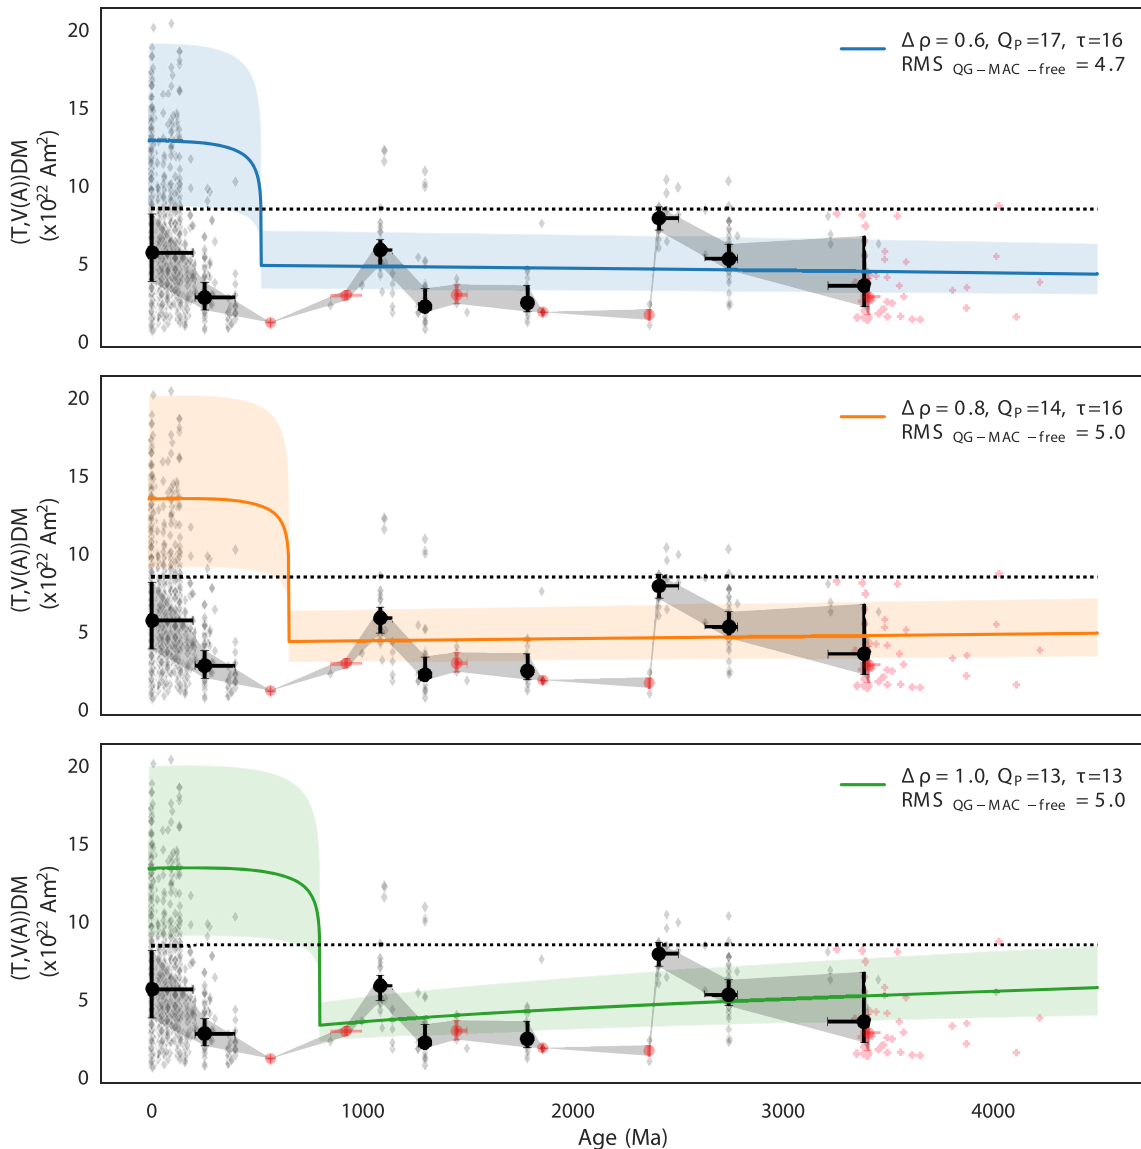 20
15
10
5
0
(T,V(A))DM
(x10²² Am²)
Δ ρ = 0.6, Q_P =17, τ=16
RMS QG−MAC −free = 4.7
20
15
10
5
0
(T,V(A))DM
(x10²² Am²)
Δ ρ = 0.8, Q_P =14, τ=16
RMS QG−MAC −free = 5.0
20
15
10
5
0
(T,V(A))DM
(x10²² Am²)
Δ ρ = 1.0, Q_P =13, τ=13
RMS QG−MAC −free = 5.0
0 1000 2000 3000 4000
Age (Ma)